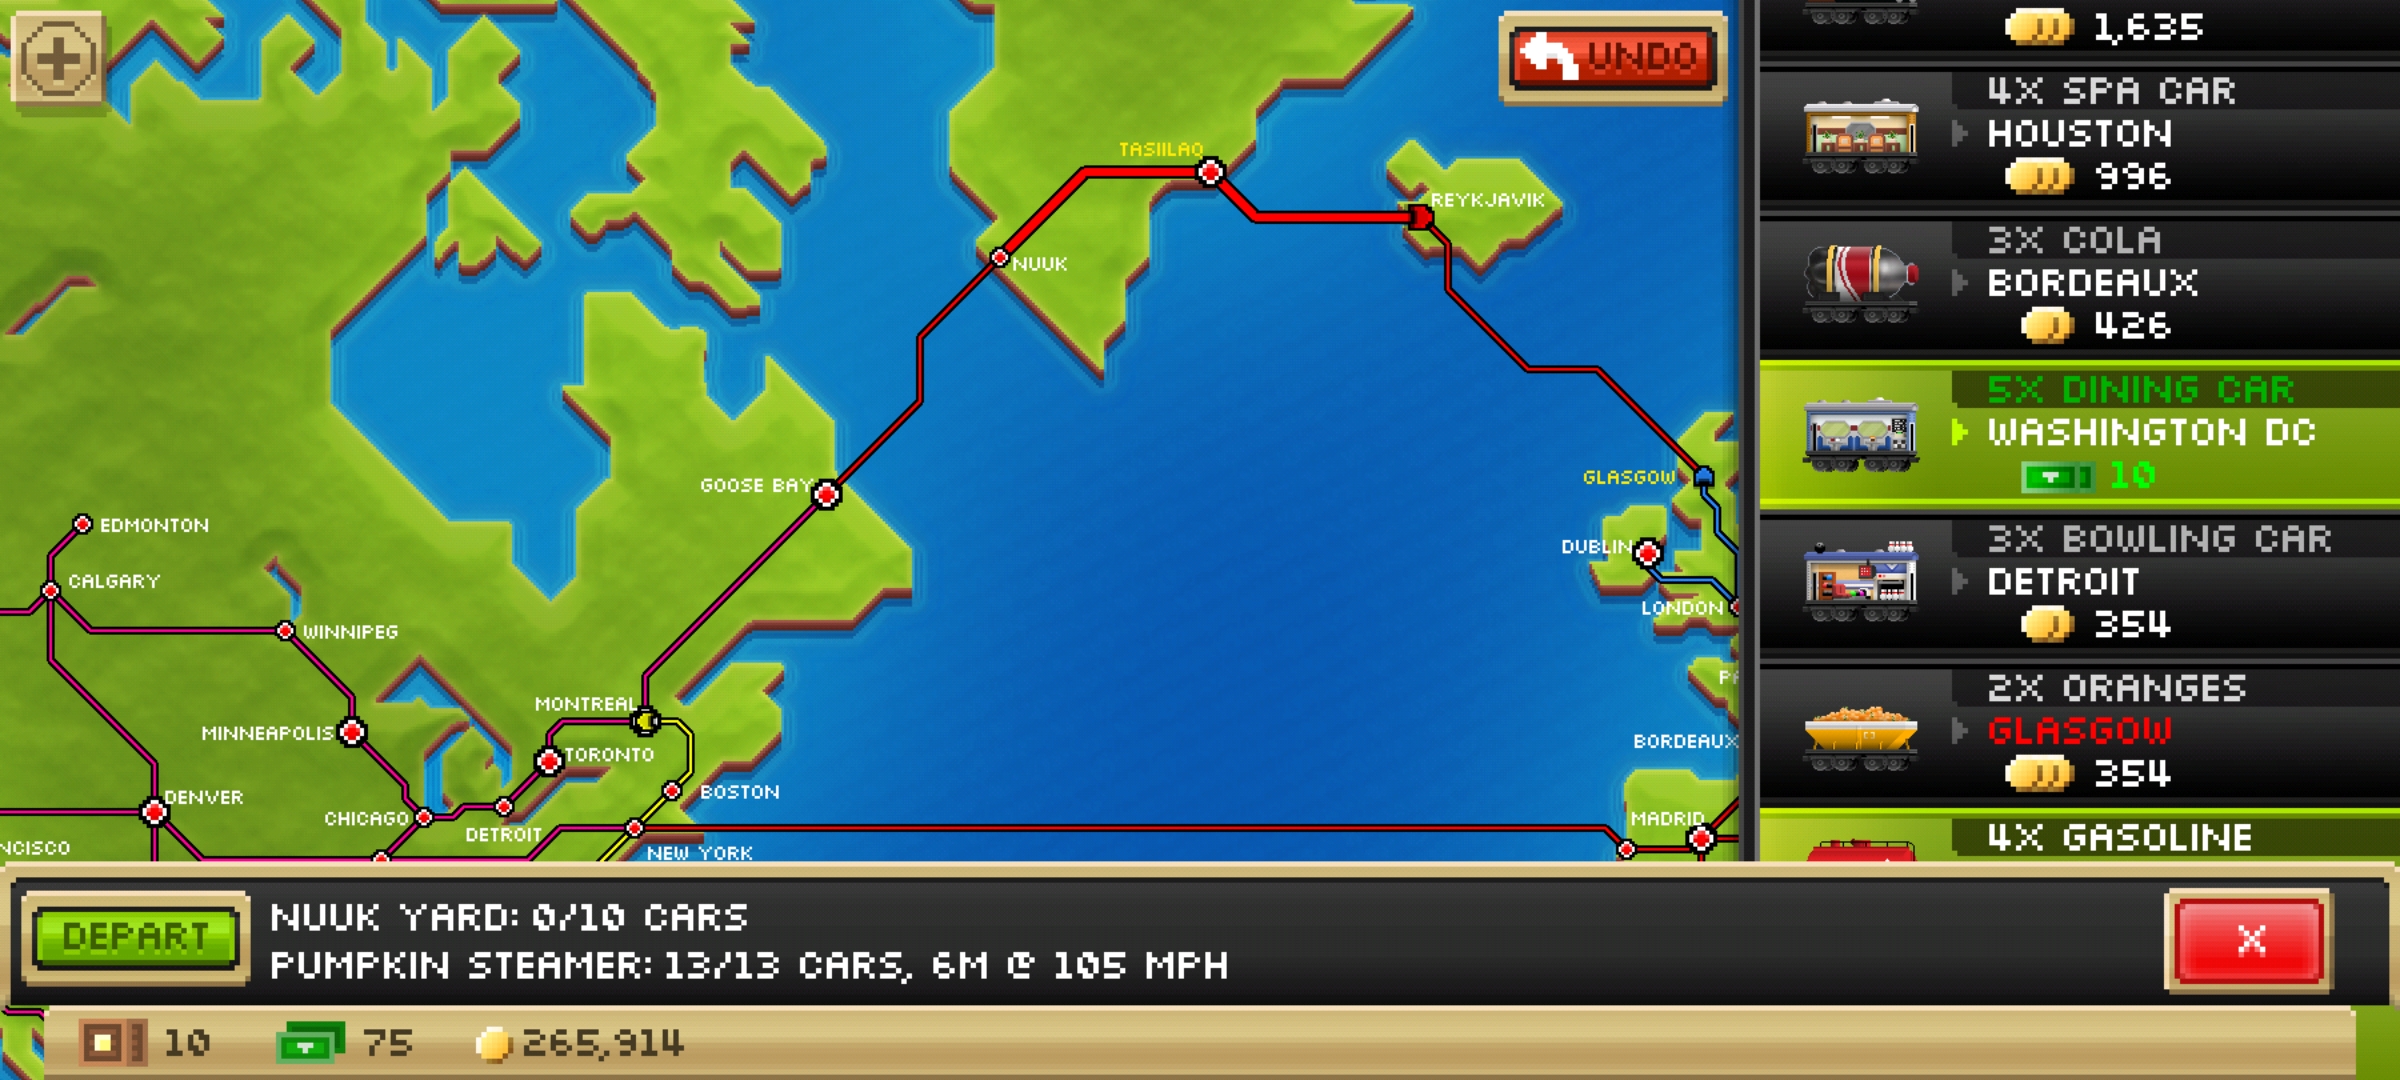 UNDO
TASIILAQ
REYKJAVIK
NUUK
GOOSE BAY
GLASGOW
EDMONTON
DUBLIN
CALGARY
LONDON
WINNIPEG
MONTREAL
MINNEAPOLIS
TORONTO
BORDEAUX
BOSTON
DENVER
CHICAGO
DETROIT
MADRID
NCISCO
NEW YORK
1,635
4X SPA CAR
HOUSTON
996
3X COLA
BORDEAUX
426
5X DINING CAR
WASHINGTON DC
10
3X BOWLING CAR
DETROIT
354
2X ORANGES
GLASGOW
354
4X GASOLINE
DEPART
NUUK YARD: 0/10 CARS
PUMPKIN STEAMER: 13/13 CARS, 6M @ 105 MPH
X
10
75
265,914